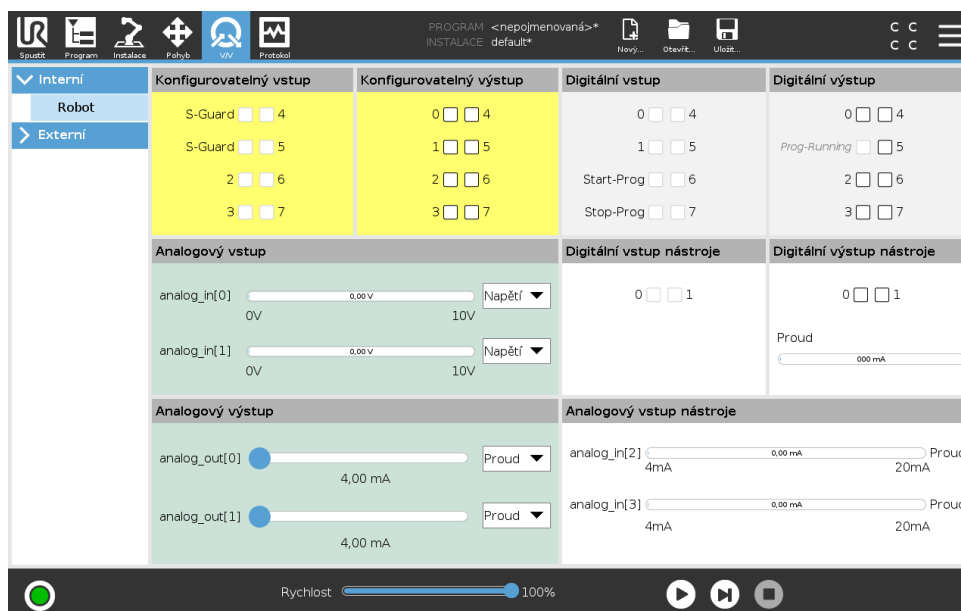 UR
PROGRAM <nepojmenovaná>*
INSTALACE default*
C C
C C
Spustit Program Instalace Pohyb V/V Protokol Nový... Otevřít... Uložit...
Interní
Robot
Externí
Konfigurovatelný vstup
S-Guard 4
S-Guard 5
2 6
3 7
Konfigurovatelný výstup
0 4
1 5
2 6
3 7
Digitální vstup
0 4
1 5
Start-Prog 6
Stop-Prog 7
Digitální výstup
0 4
Prog-Running 5
2 6
3 7
Analogový vstup
analog_in[0] 0,00 V Napětí
0V 10V
analog_in[1] 0,00 V Napětí
0V 10V
Digitální vstup nástroje
0 1
Digitální výstup nástroje
0 1
Proud
000 mA
Analogový výstup
analog_out[0] Proud
4,00 mA
analog_out[1] Proud
4,00 mA
Analogový vstup nástroje
analog_in[2] 0,00 mA Proud
4mA 20mA
analog_in[3] 0,00 mA Proud
4mA 20mA
Rychlost 100%